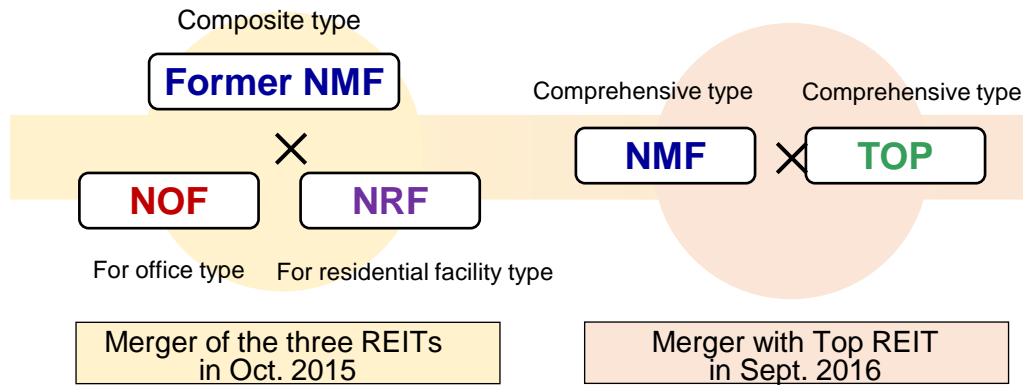 Composite type
Former NMF
×
NOF
NRF
For office type
For residential facility type
Merger of the three REITs
in Oct. 2015
Comprehensive type
Comprehensive type
NMF
×
TOP
Merger with Top REIT
in Sept. 2016